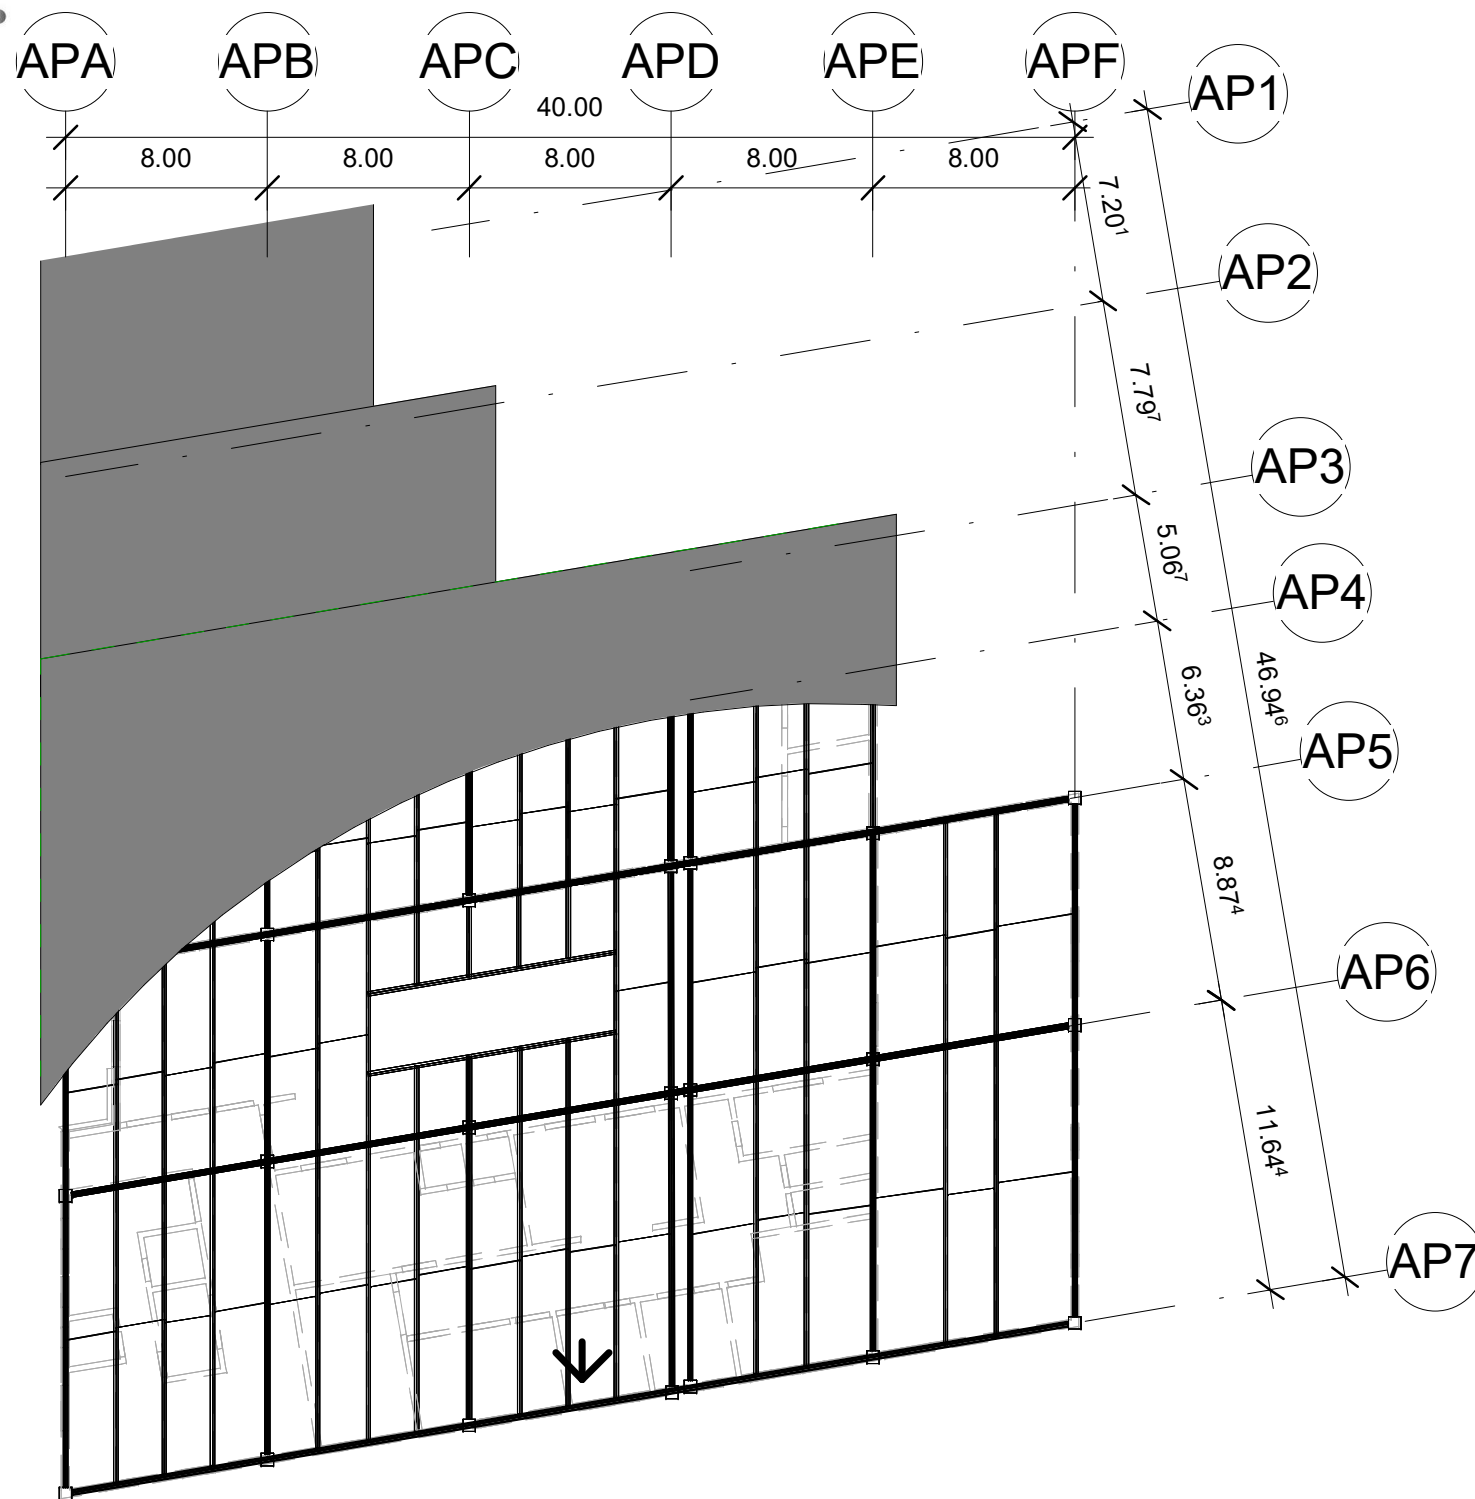 APA APB APC APD APE APF
AP1
40.00
8.00 8.00 8.00 8.00 8.00
7.20¹
AP2
7.79⁷
AP3
5.06⁷
AP4
6.36³
46.94⁶
AP5
8.87⁴
AP6
11.64⁴
AP7